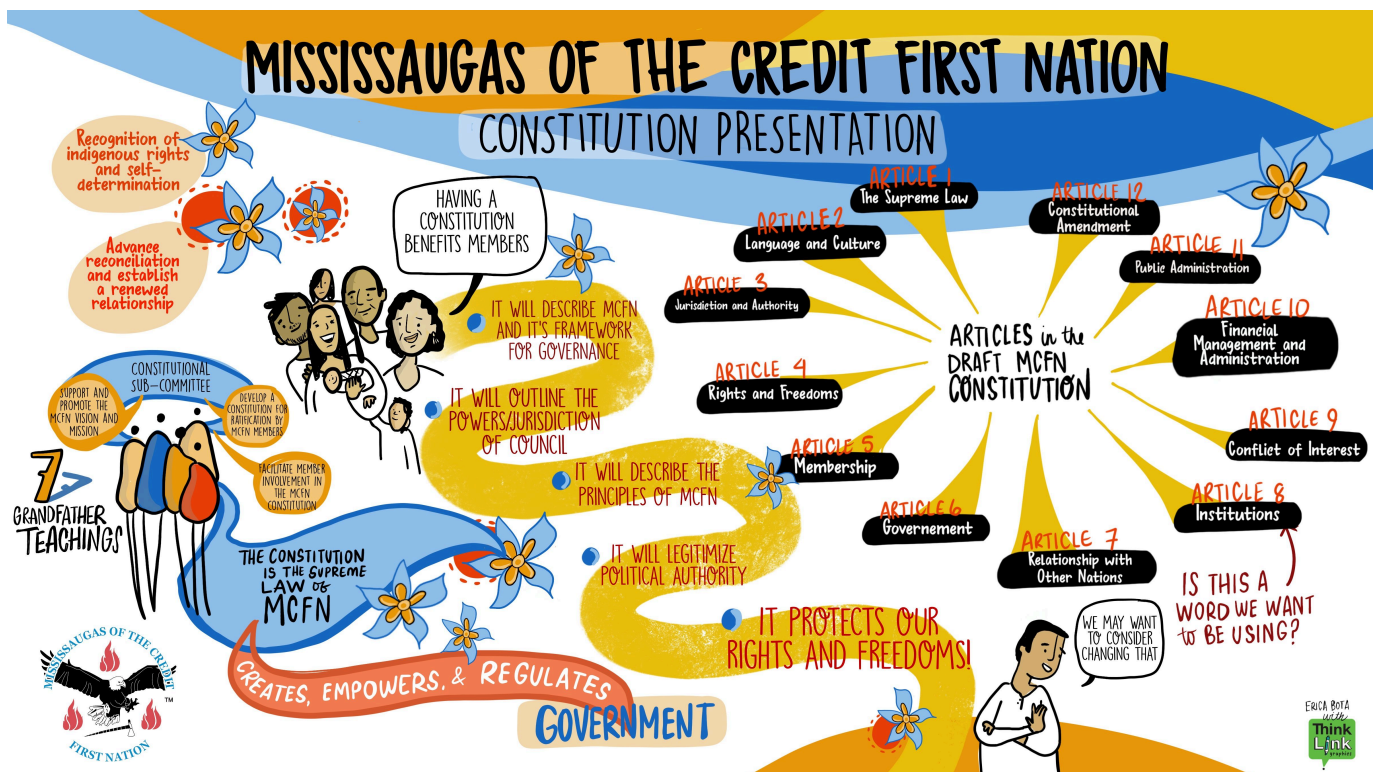 MISSISSAUGAS OF THE CREDIT FIRST NATION
CONSTITUTION PRESENTATION
Recognition of
indigenous rights
and self-
determination
Advance
reconciliation
and establish
a renewed
relationship
HAVING A
CONSTITUTION
BENEFITS MEMBERS
IT WILL DESCRIBE MCFN
AND IT'S FRAMEWORK
FOR GOVERNANCE
IT WILL OUTLINE THE
POWERS/JURISDICTION
OF COUNCIL
IT WILL DESCRIBE THE
PRINCIPLES OF MCFN
IT WILL LEGITIMIZE
POLITICAL AUTHORITY
IT PROTECTS OUR
RIGHTS AND FREEDOMS!
CONSTITUTIONAL
SUB-COMMITTEE
SUPPORT AND
PROMOTE THE
MCFN VISION AND
MISSION
DEVELOP A
CONSTITUTION FOR
RATIFICATION BY
MCFN MEMBERS
FACILITATE MEMBER
INVOLVEMENT IN
THE MCFN
CONSTITUTION
7
GRANDFATHER
TEACHINGS
THE CONSTITUTION
IS THE SUPREME
LAW of
MCFN
CREATES, EMPOWERS, & REGULATES
GOVERNMENT
MISSISSAUGAS OF THE CREDIT
TM
FIRST NATION
ARTICLES in the
DRAFT MCFN
CONSTITUTION
ARTICLE 1
The Supreme Law
ARTICLE 2
Language and Culture
ARTICLE 3
Jurisdiction and Authority
ARTICLE 4
Rights and Freedoms
ARTICLE 5
Membership
ARTICLE 6
Governement
ARTICLE 7
Relationship with
Other Nations
ARTICLE 8
Institutions
ARTICLE 9
Conflict of Interest
ARTICLE 10
Financial
Management and
Administration
ARTICLE 11
Public Administration
ARTICLE 12
Constitutional
Amendment
IS THIS A
WORD WE WANT
to BE USING?
WE MAY WANT
TO CONSIDER
CHANGING THAT
ERICA BOTA
with
Think
Link
graphics